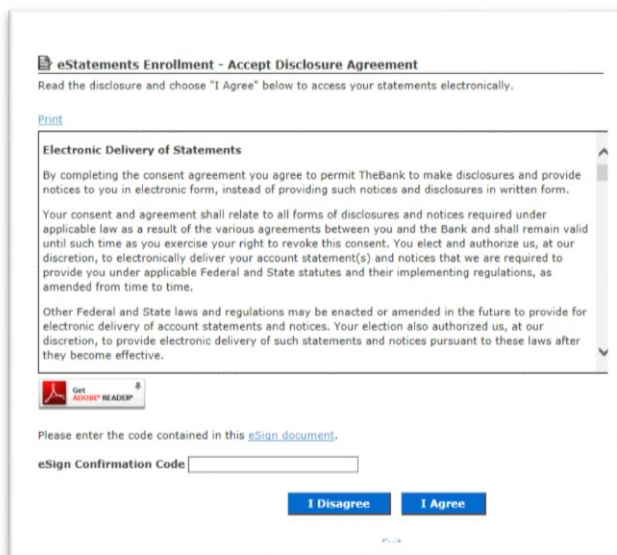 eStatements Enrollment - Accept Disclosure Agreement
Read the disclosure and choose "I Agree" below to access your statements electronically.
Print
Electronic Delivery of Statements
By completing the consent agreement you agree to permit TheBank to make disclosures and provide
notices to you in electronic form, instead of providing such notices and disclosures in written form.
Your consent and agreement shall relate to all forms of disclosures and notices required under
applicable law as a result of the various agreements between you and the Bank and shall remain valid
until such time as you exercise your right to revoke this consent. You elect and authorize us, at our
discretion, to electronically deliver your account statement(s) and notices that we are required to
provide you under applicable Federal and State statutes and their implementing regulations, as
amended from time to time.
Other Federal and State laws and regulations may be enacted or amended in the future to provide for
electronic delivery of account statements and notices. Your election also authorized us, at our
discretion, to provide electronic delivery of such statements and notices pursuant to these laws after
they become effective.
Get
ADOBE® READER®
Please enter the code contained in this eSign document.
eSign Confirmation Code
I Disagree I Agree